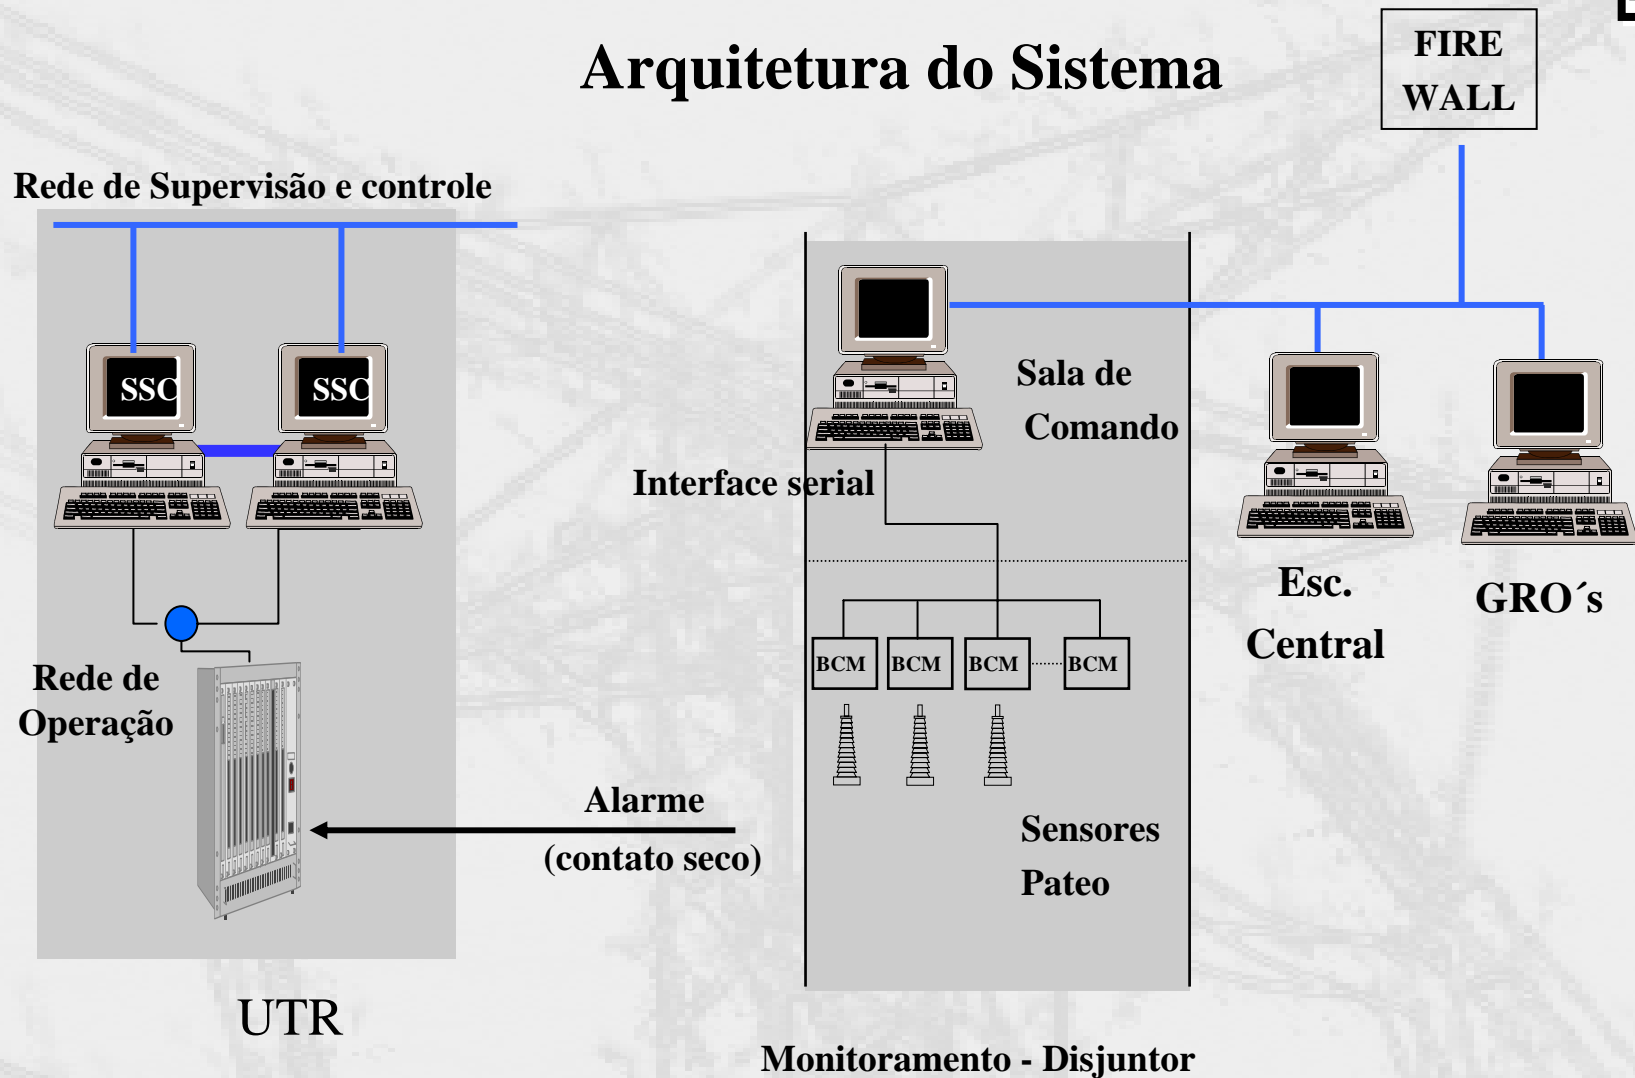 Arquitetura do Sistema
FIRE
WALL
Rede de Supervisão e controle
SSC
SSC
Sala de
Comando
Interface serial
Esc.
Central
GRO´s
BCM
BCM
BCM
BCM
Rede de
Operação
Alarme
(contato seco)
Sensores
Pateo
UTR
Monitoramento - Disjuntor